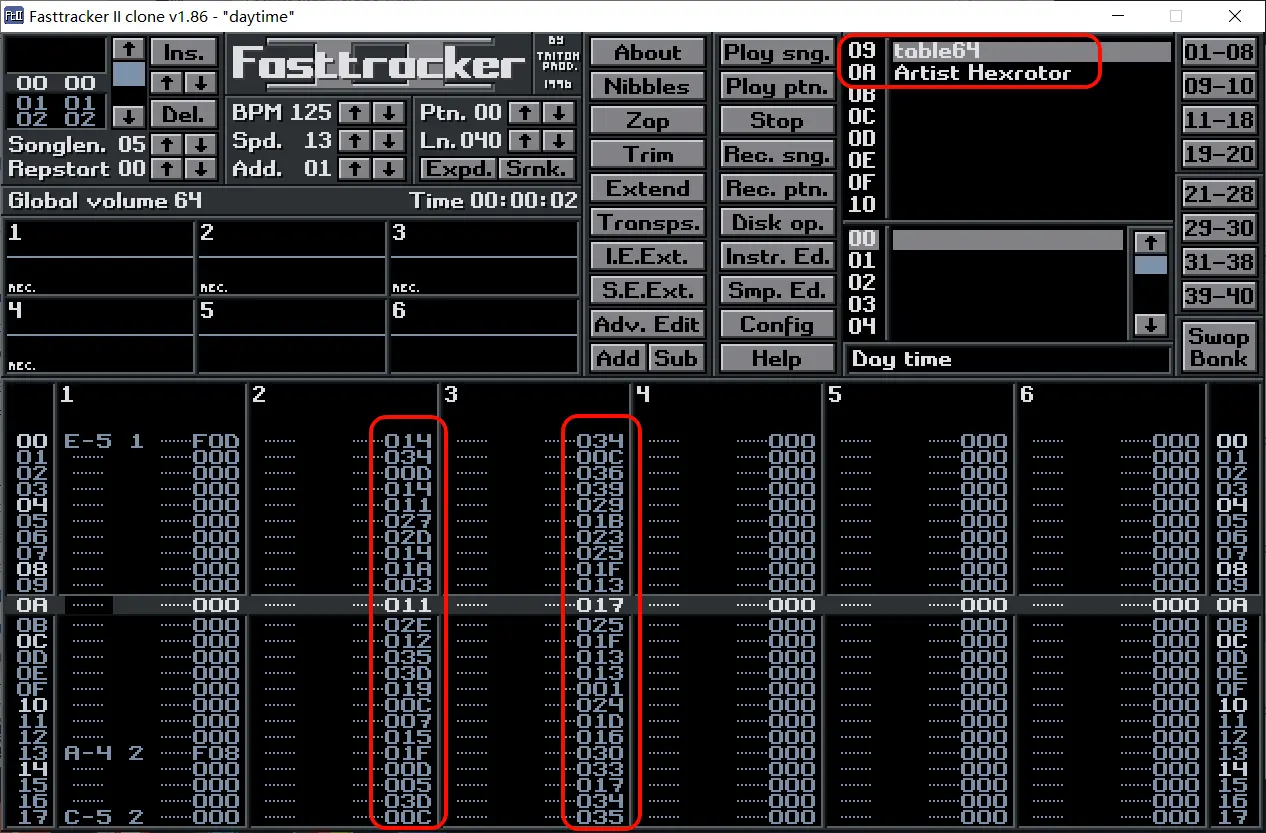 Fasttracker II clone v1.86 - "daytime"
00 00
01 01
02 02
Songlen. 05
Repstart 00
Ins.
Del.
Fasttracker
BY
TRITON
PROD.
1996
BPM 125
Spd. 13
Add. 01
Ptn. 00
Ln. 040
Expd. Srnk.
Global volume 64 Time 00:00:02
1 2 3
REC. REC. REC.
4 5 6
REC.
About
Nibbles
Zap
Trim
Extend
Transps.
I.E.Ext.
S.E.Ext.
Adv. Edit
Add Sub
Play sng.
Play ptn.
Stop
Rec. sng.
Rec. ptn.
Disk op.
Instr. Ed.
Smp. Ed.
Config
Help
09 table64
0A Artist Hexrotor
0B
0C
0D
0E
0F
10
00
01
02
03
04
Day time
01-08
09-10
11-18
19-20
21-28
29-30
31-38
39-40
Swap
Bank
1 2 3 4 5 6
00 E-5 1 F0D 014 034 000 000 000 00
01 000 034 00C 000 000 000 01
02 000 00D 036 000 000 000 02
03 000 014 039 000 000 000 03
04 000 011 029 000 000 000 04
05 000 027 01B 000 000 000 05
06 000 02D 023 000 000 000 06
07 000 014 025 000 000 000 07
08 000 01A 01F 000 000 000 08
09 000 003 013 000 000 000 09
0A 000 011 017 000 000 000 0A
0B 000 02E 025 000 000 000 0B
0C 000 012 01F 000 000 000 0C
0D 000 035 013 000 000 000 0D
0E 000 03D 013 000 000 000 0E
0F 000 019 001 000 000 000 0F
10 000 00C 024 000 000 000 10
11 000 007 01D 000 000 000 11
12 000 015 016 000 000 000 12
13 A-4 2 F08 01F 030 000 000 000 13
14 000 00D 033 000 000 000 14
15 000 005 017 000 000 000 15
16 000 03D 034 000 000 000 16
17 C-5 2 000 00C 035 000 000 000 17